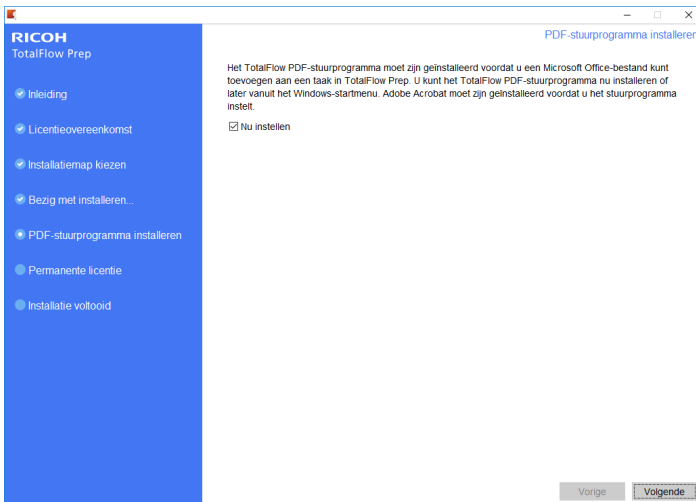 RICOH
TotalFlow Prep
Inleiding
Licentieovereenkomst
Installatiemap kiezen
Bezig met installeren...
PDF-stuurprogramma installeren
Permanente licentie
Installatie voltooid
PDF-stuurprogramma installeren
Het TotalFlow PDF-stuurprogramma moet zijn geïnstalleerd voordat u een Microsoft Office-bestand kunt
toevoegen aan een taak in TotalFlow Prep. U kunt het TotalFlow PDF-stuurprogramma nu installeren of
later vanuit het Windows-startmenu. Adobe Acrobat moet zijn geïnstalleerd voordat u het stuurprogramma
instelt.
Nu instellen
Vorige
Volgende